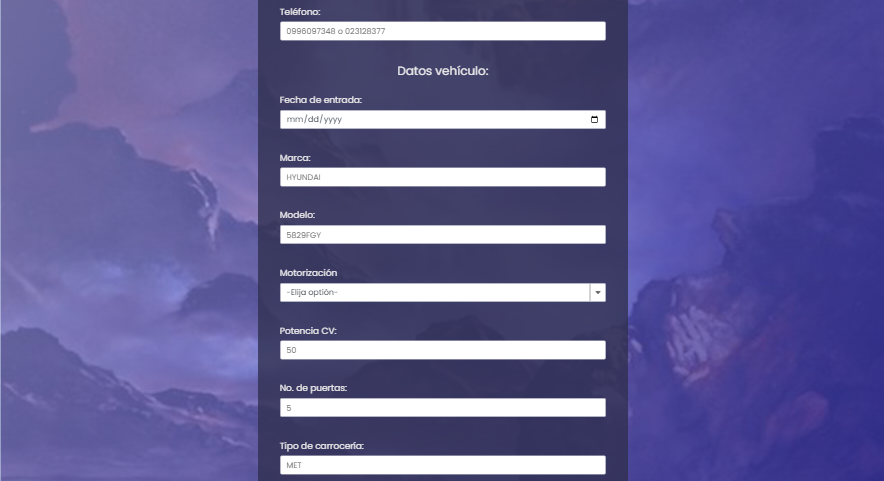 Teléfono:
0996097348 o 023128377
Datos vehículo:
Fecha de entrada:
mm/dd/yyyy
Marca:
HYUNDAI
Modelo:
5829FGY
Motorización
-Elija optión-
Potencia CV:
50
No. de puertas:
5
Tipo de carrocería:
MET